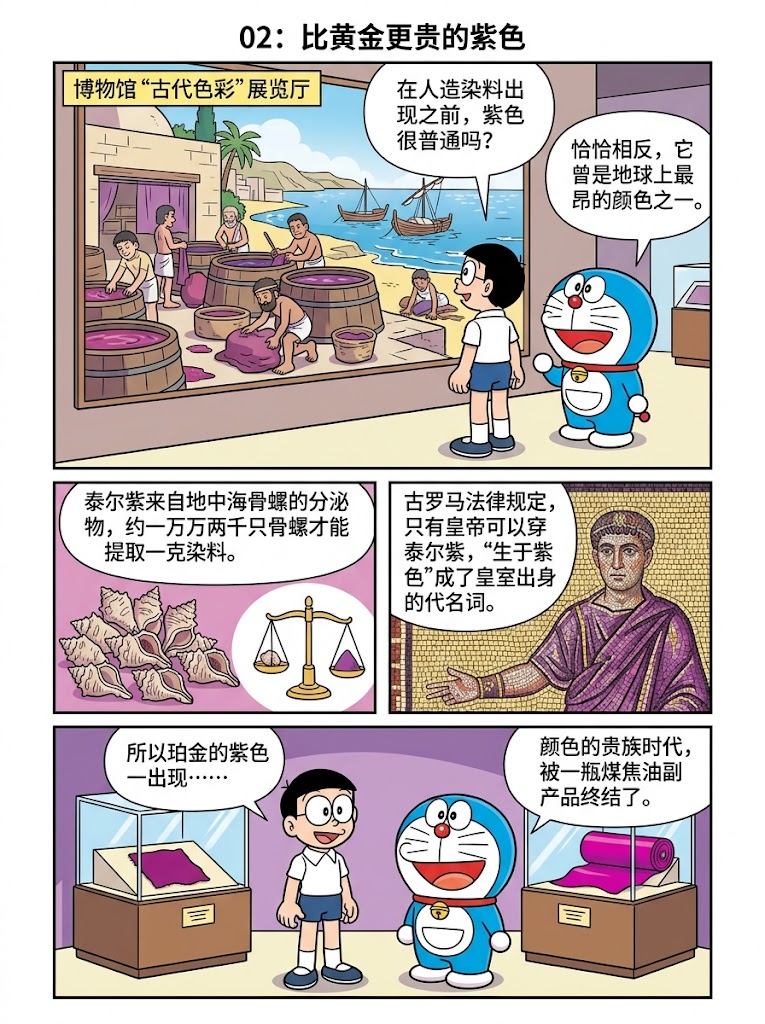 02：比黄金更贵的紫色
博物馆“古代色彩”展览厅
在人造染料出
现之前，紫色
很普通吗？
恰恰相反，它
曾是地球上最
昂的颜色之一。
泰尔紫来自地中海骨螺的分泌
物，约一万万两千只骨螺才能
提取一克染料。
古罗马法律规定，
只有皇帝可以穿
泰尔紫，“生于紫
色”成了皇室出身
的代名词。
所以珀金的紫色
一出现……
颜色的贵族时代，
被一瓶煤焦油副
产品终结了。